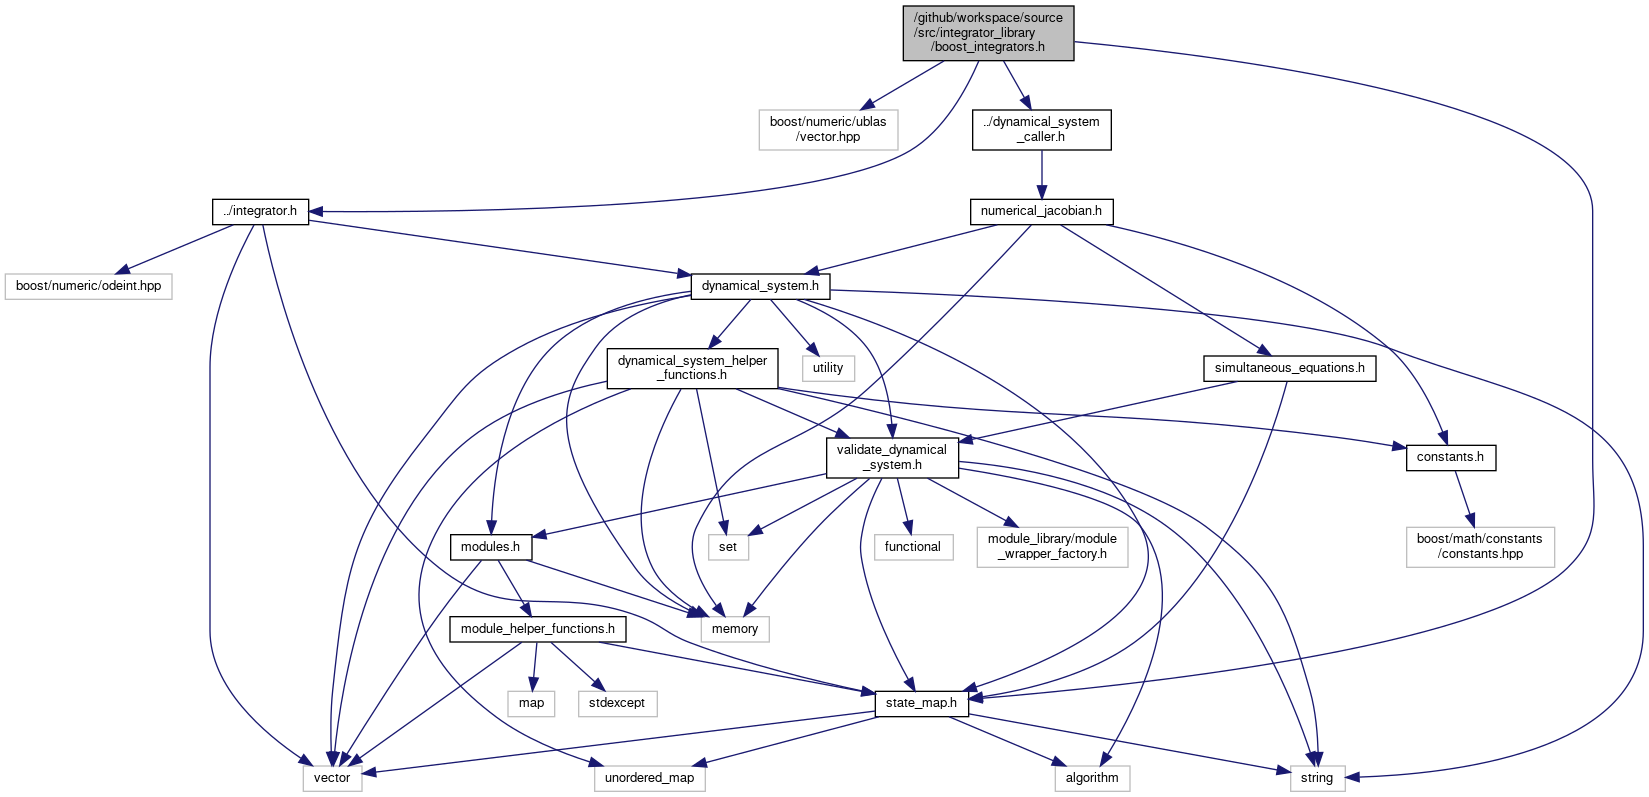 /github/workspace/source
/src/integrator_library
/boost_integrators.h
boost/numeric/ublas
/vector.hpp
../dynamical_system
_caller.h
../integrator.h
numerical_jacobian.h
boost/numeric/odeint.hpp
dynamical_system.h
dynamical_system_helper
_functions.h
utility
simultaneous_equations.h
validate_dynamical
_system.h
constants.h
modules.h
set
functional
module_library/module
_wrapper_factory.h
boost/math/constants
/constants.hpp
module_helper_functions.h
memory
map
stdexcept
state_map.h
vector
unordered_map
algorithm
string